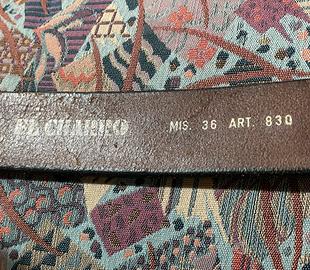 EL CHARRO MIS. 36 ART. 830